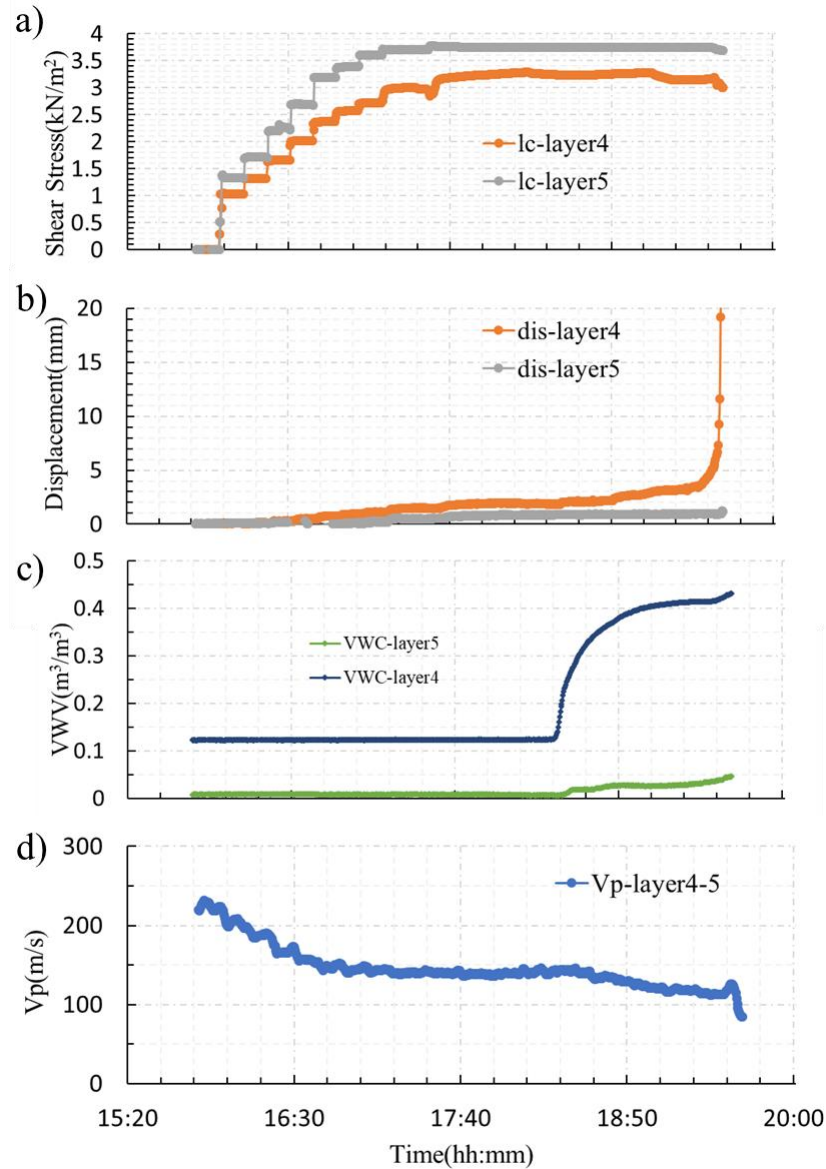 a)
Shear Stress(kN/m²)
4
3.5
3
2.5
2
1.5
1
0.5
0
lc-layer4
lc-layer5
b)
Displacement(mm)
20
15
10
5
0
dis-layer4
dis-layer5
c)
VWV(m³/m³)
0.5
0.4
0.3
0.2
0.1
0
VWC-layer5
VWC-layer4
d)
Vp(m/s)
300
200
100
0
Vp-layer4-5
15:20 16:30 17:40 18:50 20:00
Time(hh:mm)